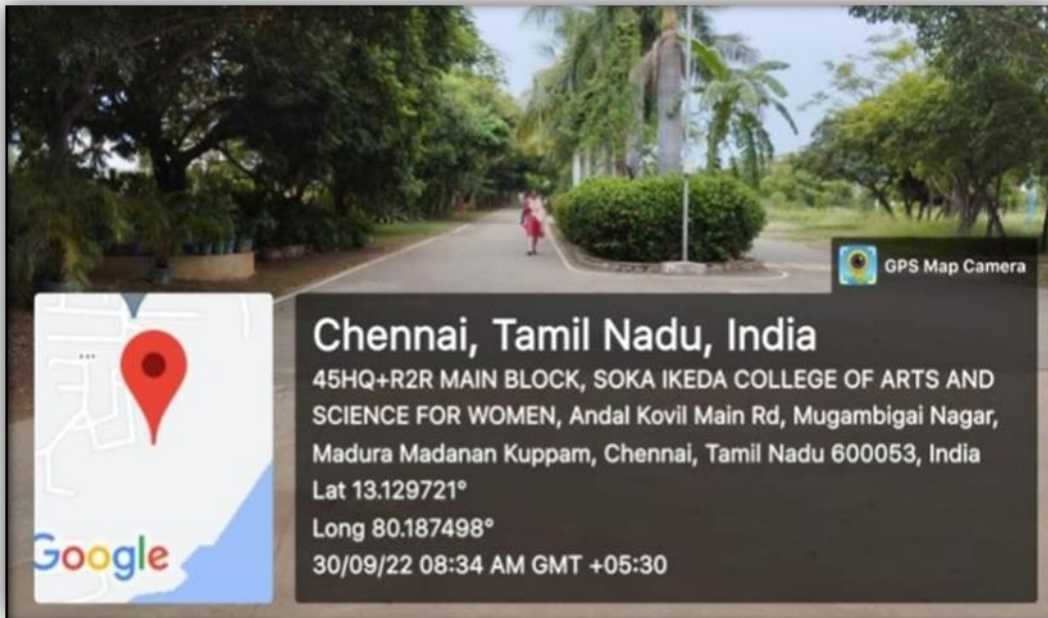 GPS Map Camera
Chennai, Tamil Nadu, India
45HQ+R2R MAIN BLOCK, SOKA IKEDA COLLEGE OF ARTS AND
SCIENCE FOR WOMEN, Andal Kovil Main Rd, Mugambigai Nagar,
Madura Madanan Kuppam, Chennai, Tamil Nadu 600053, India
Lat 13.129721°
Long 80.187498°
30/09/22 08:34 AM GMT +05:30
Google